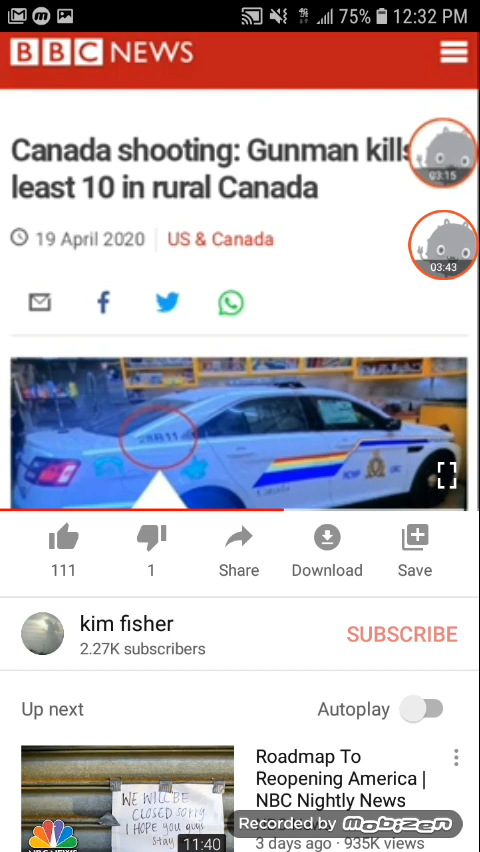 75% 12:32 PM
BBC NEWS
Canada shooting: Gunman kills
least 10 in rural Canada
03:15
19 April 2020 US & Canada
03:43
28B11
111 1 Share Download Save
kim fisher
2.27K subscribers
SUBSCRIBE
Up next Autoplay
Roadmap To
Reopening America |
NBC Nightly News
WE WILL BE
CLOSED SORRY
I HOPE YOU guys
stay
11:40
Recorded by mobizen
3 days ago · 935K views